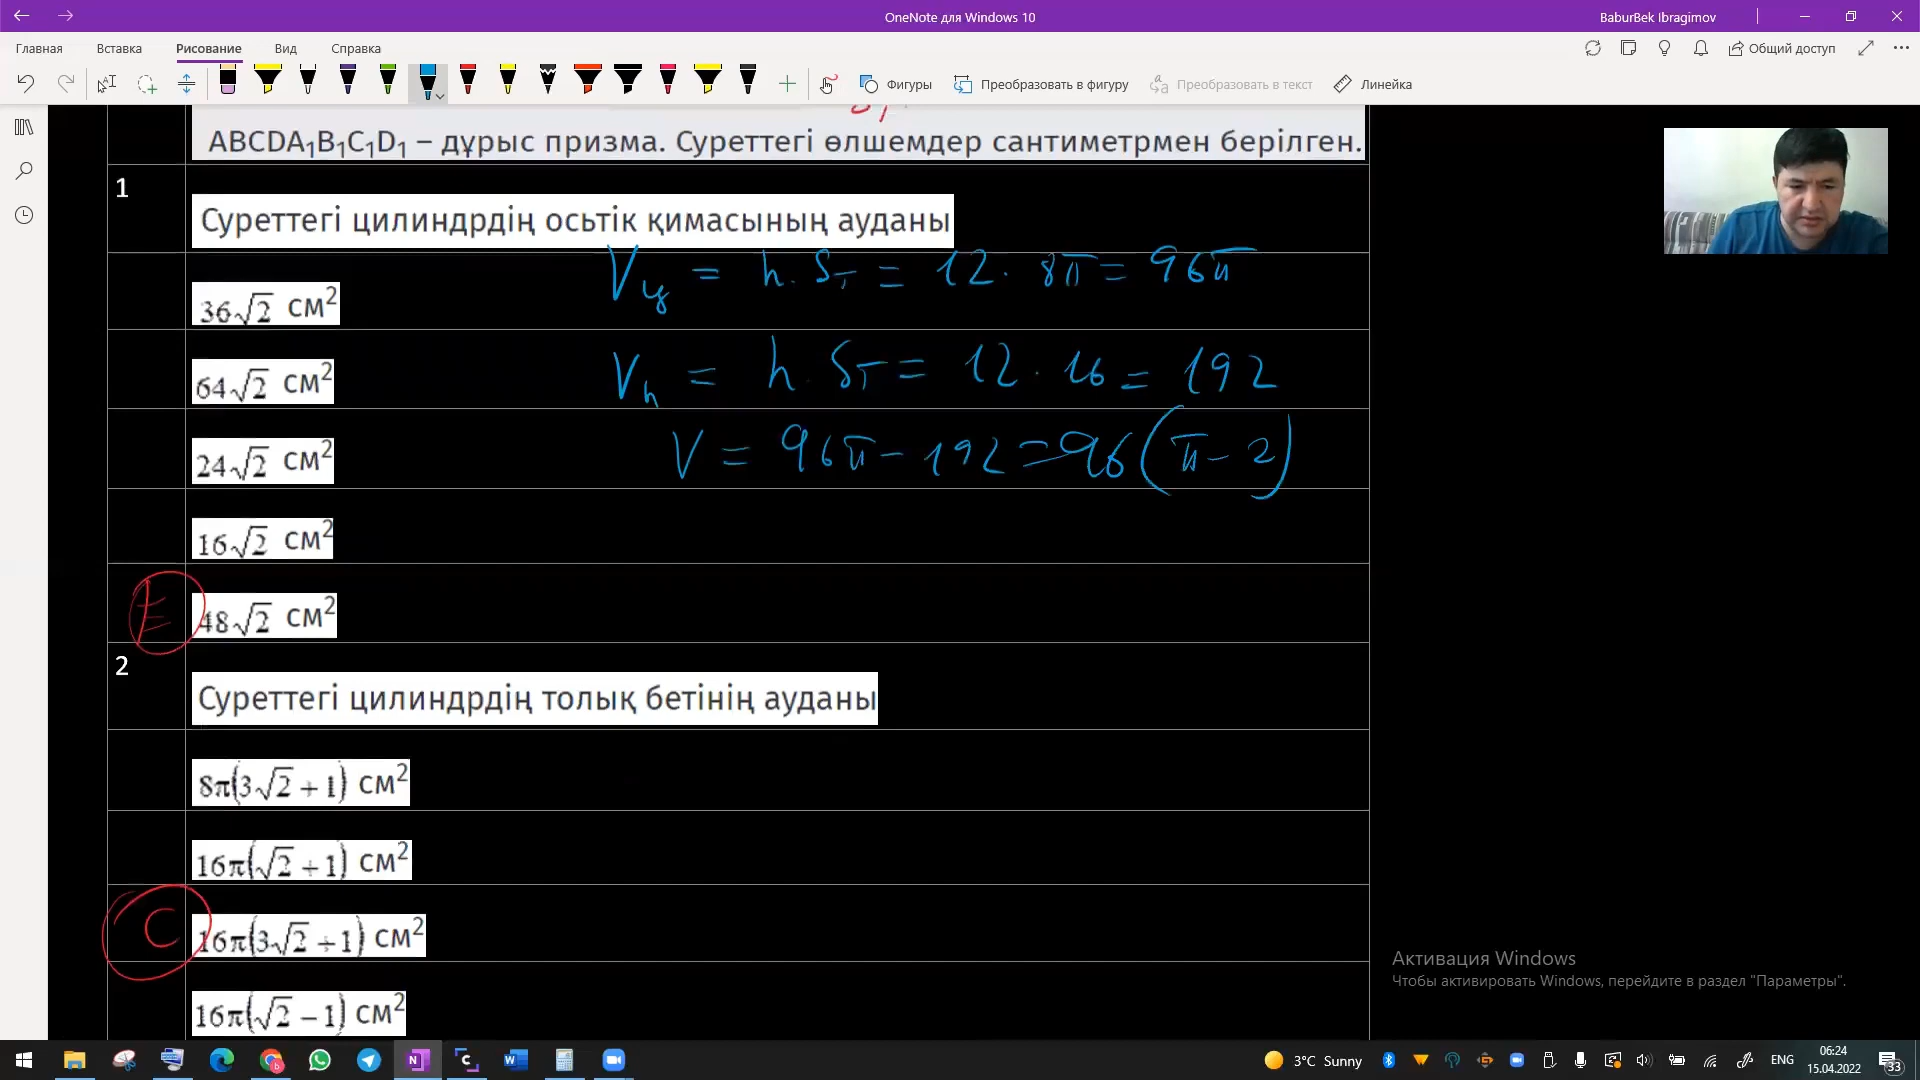 OneNote для Windows 10
BaburBek Ibragimov
Главная Вставка Рисование Вид Справка
Общий доступ
Фигуры Преобразовать в фигуру Преобразовать в текст Линейка
ABCDA₁B₁C₁D₁ – дұрыс призма. Суреттегі өлшемдер сантиметрмен берілген.
1
Суреттегі цилиндрдің осьтік қимасының ауданы
V ц = h · Sт = 12 · 8π = 96π
36√2 см²
Vп = h · Sт = 12 · 16 = 192
64√2 см²
V = 96π – 192 = 96(π – 2)
24√2 см²
16√2 см²
E 48√2 см²
2
Суреттегі цилиндрдің толық бетінің ауданы
8π(3√2 + 1) см²
16π(√2 + 1) см²
C 16π(3√2 + 1) см²
16π(√2 – 1) см²
Активация Windows
Чтобы активировать Windows, перейдите в раздел "Параметры".
3°C Sunny
ENG
06:24
15.04.2022
33